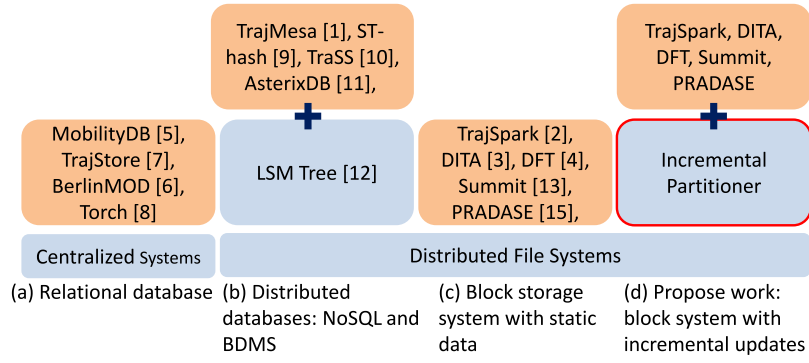 TrajMesa [1], ST-
hash [9], TraSS [10],
AsterixDB [11],
TrajSpark, DITA,
DFT, Summit,
PRADASE
MobilityDB [5],
TrajStore [7],
BerlinMOD [6],
Torch [8]
LSM Tree [12]
TrajSpark [2],
DITA [3], DFT [4],
Summit [13],
PRADASE [15],
Incremental
Partitioner
Centralized Systems
Distributed File Systems
(a) Relational database
(b) Distributed
databases: NoSQL and
BDMS
(c) Block storage
system with static
data
(d) Propose work:
block system with
incremental updates